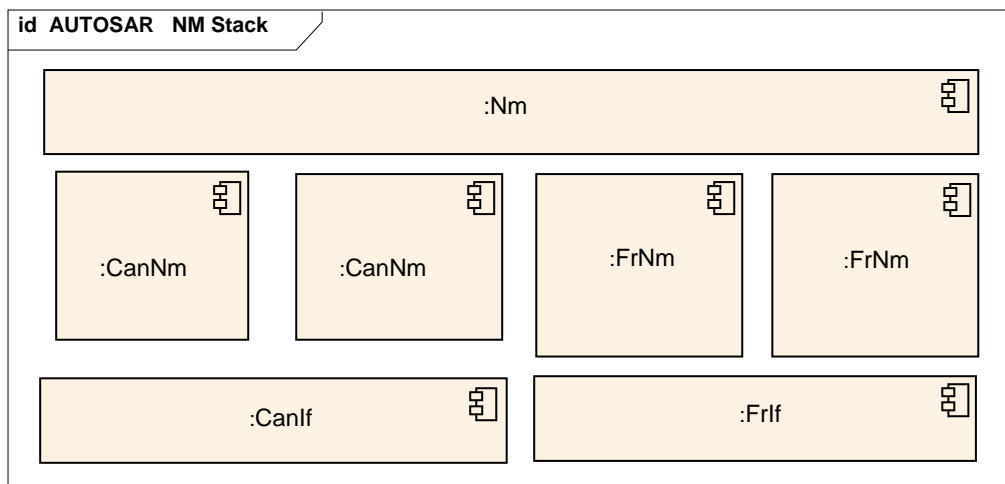 id AUTOSAR NM Stack
:Nm
:CanNm
:CanNm
:FrNm
:FrNm
:CanIf
:FrIf